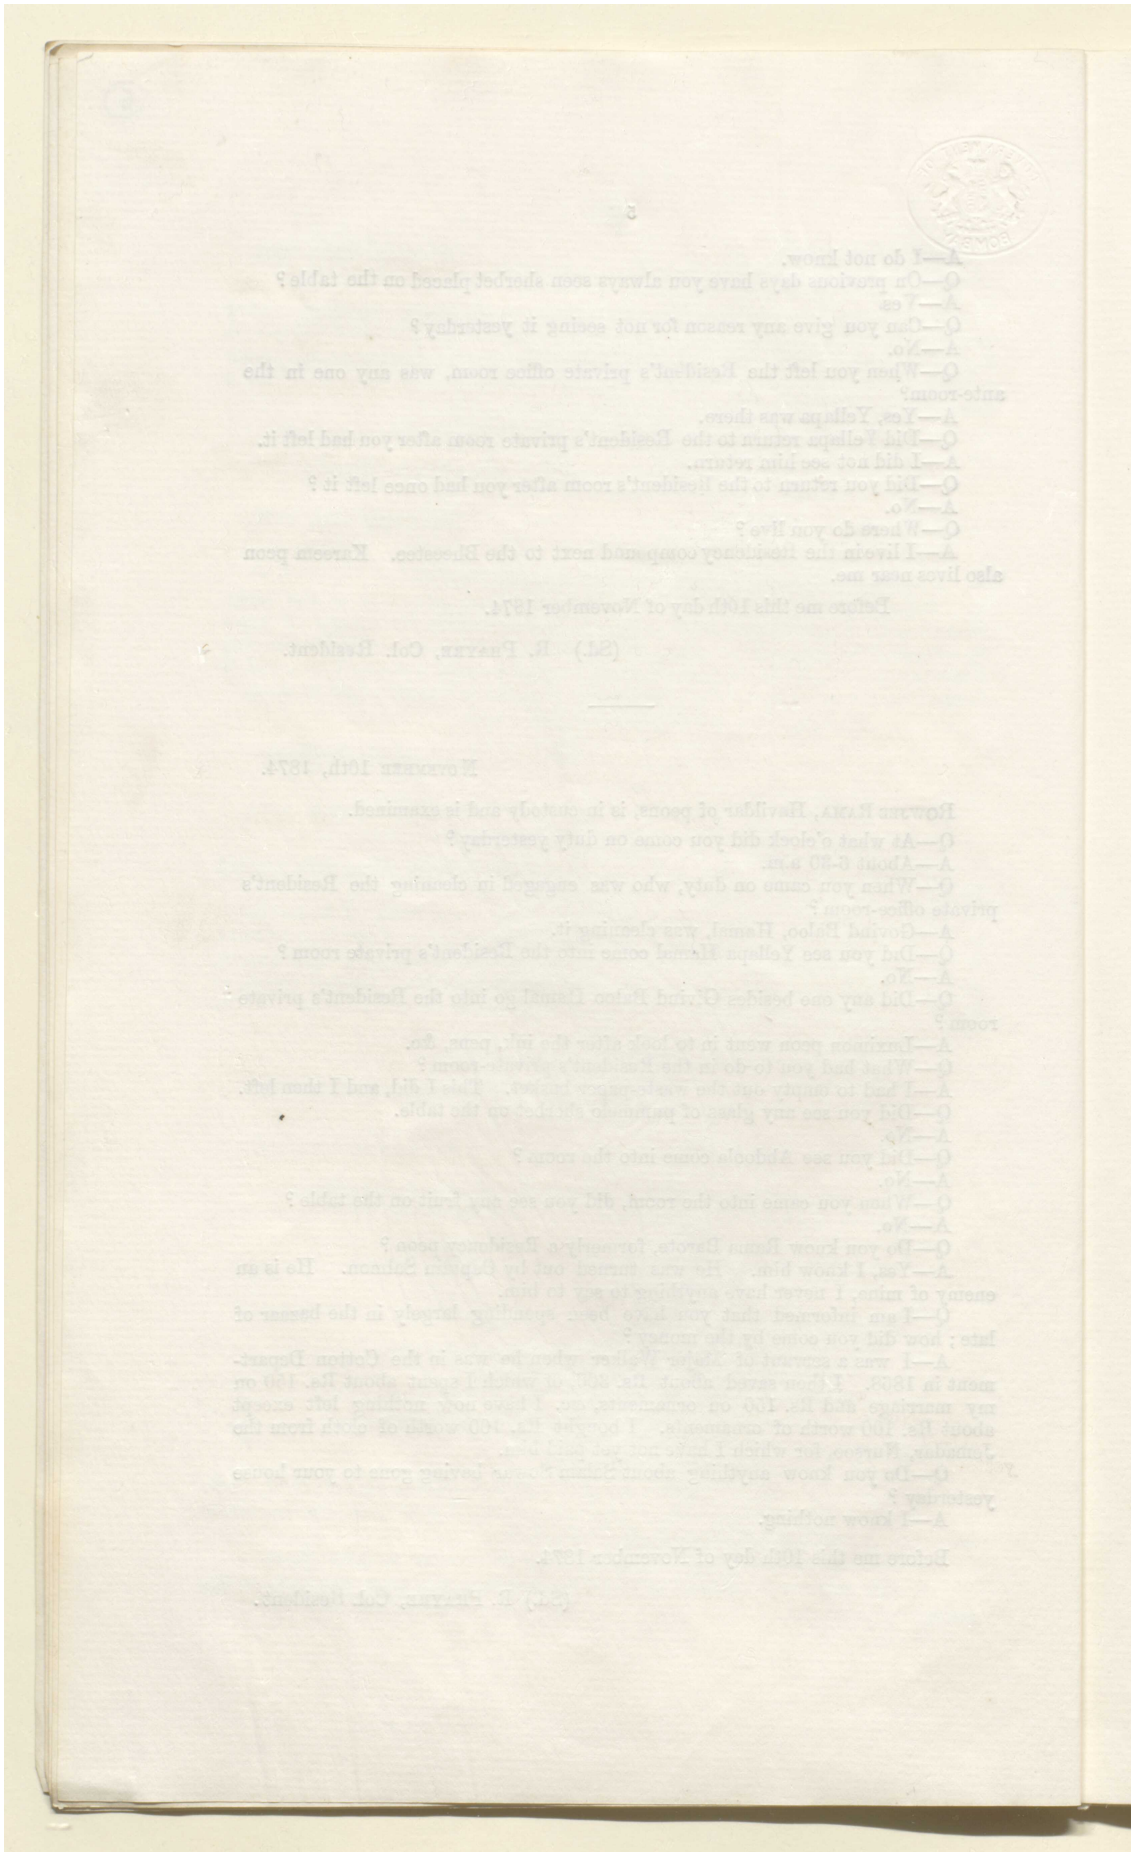 5
A—I do not know.
Q—On previous days have you always seen sherbet placed on the table?
A—Yes.
Q—Can you give any reason for not seeing it yesterday?
A—No.
Q—When you left the Resident's private office room, was any one in the
ante-room?
A—Yes, Yellapa was there.
Q—Did Yellapa return to the Resident's private room after you had left it.
A—I did not see him return.
Q—Did you return to the Resident's room after you had once left it?
A—No.
Q—Where do you live?
A—I live in the Residency compound next to the Bheestee. Kareem peon
also lives near me.
Before me this 10th day of November 1874.
(Sd.) R. PHAYRE, Col. Resident.
NOVEMBER 10th, 1874.
ROWJEE RAMA, Havildar of peons, is in custody and is examined.
Q—At what o'clock did you come on duty yesterday?
A—About 6-30 a.m.
Q—When you came on duty, who was engaged in cleaning the Resident's
private office-room?
A—Govind Baloo, Hamal, was cleaning it.
Q—Did you see Yellapa Hamal come into the Resident's private room?
A—No.
Q—Did any one besides Govind Baloo Hamal go into the Resident's private
room?
A—Luximon peon went in to look after the ink, pens, &c.
Q—What had you to do in the Resident's private-room?
A—I had to empty out the waste-paper basket. This I did, and I then left.
Q—Did you see any glass of pummelo sherbet on the table.
A—No.
Q—Did you see Abdoola come into the room?
A—No.
Q—When you came into the room, did you see any fruit on the table?
A—No.
Q—Do you know Rama Barote, formerly a Residency peon?
A—Yes, I know him. He was turned out by Captain Salmon. He is an
enemy of mine, I never have anything to say to him.
Q—I am informed that you have been spending largely in the bazaar of
late; how did you come by the money?
A—I was a servant of Major Walker when he was in the Cotton Depart-
ment in 1868. I then saved about Rs. 500, of which I spent about Rs. 150 on
my marriage and Rs. 150 on ornaments, &c. I have now nothing left except
about Rs. 100 worth of ornaments. I bought Rs. 100 worth of cloth from the
Jemadar, Nursoo, for which I have not yet paid him.
Q—Do you know anything about having gone to your house
yesterday?
A—I know nothing.
Before me this 10th day of November 1874.
(Sd.) R. PHAYRE, Col. Resident.